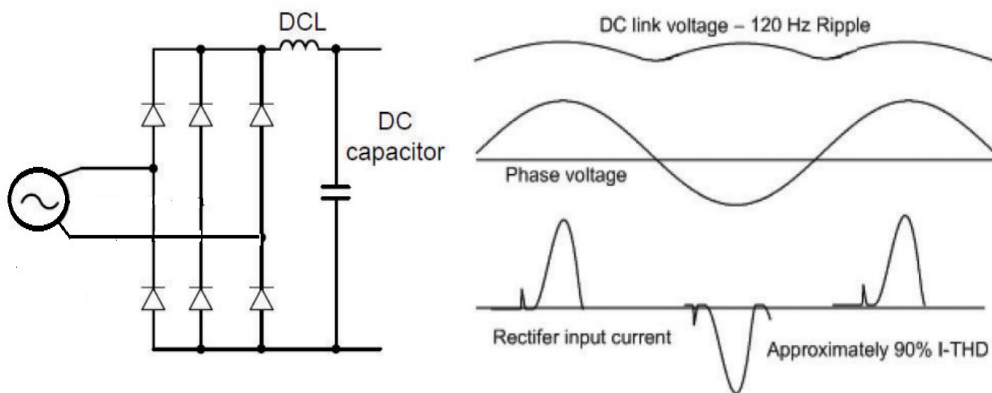 DCL
DC
capacitor
DC link voltage – 120 Hz Ripple
Phase voltage
Rectifer input current
Approximately 90% I-THD